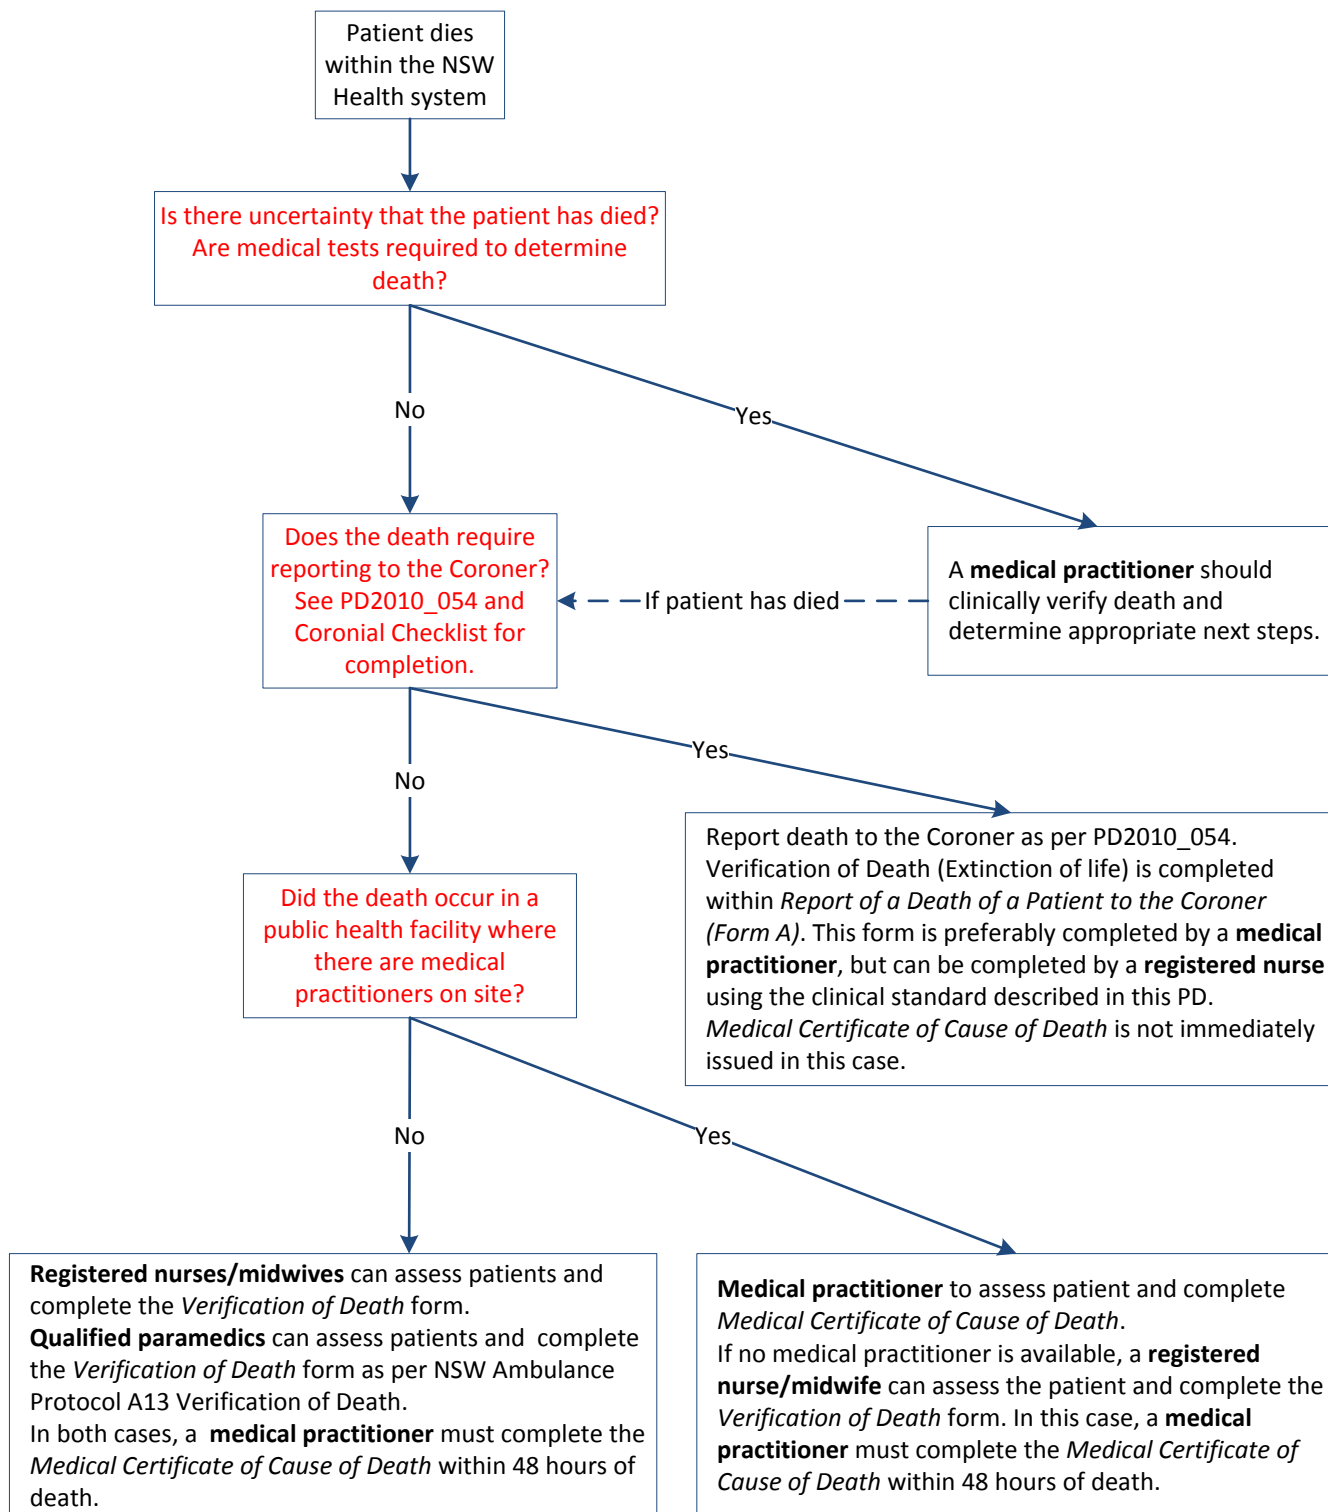 Patient dies
within the NSW
Health system
Is there uncertainty that the patient has died?
Are medical tests required to determine
death?
No
Yes
Does the death require
reporting to the Coroner?
See PD2010_054 and
Coronial Checklist for
completion.
If patient has died
A medical practitioner should
clinically verify death and
determine appropriate next steps.
No
Yes
Report death to the Coroner as per PD2010_054.
Verification of Death (Extinction of life) is completed
within Report of a Death of a Patient to the Coroner
(Form A). This form is preferably completed by a medical
practitioner, but can be completed by a registered nurse
using the clinical standard described in this PD.
Medical Certificate of Cause of Death is not immediately
issued in this case.
Did the death occur in a
public health facility where
there are medical
practitioners on site?
No
Yes
Registered nurses/midwives can assess patients and
complete the Verification of Death form.
Qualified paramedics can assess patients and complete
the Verification of Death form as per NSW Ambulance
Protocol A13 Verification of Death.
In both cases, a medical practitioner must complete the
Medical Certificate of Cause of Death within 48 hours of
death.
Medical practitioner to assess patient and complete
Medical Certificate of Cause of Death.
If no medical practitioner is available, a registered
nurse/midwife can assess the patient and complete the
Verification of Death form. In this case, a medical
practitioner must complete the Medical Certificate of
Cause of Death within 48 hours of death.